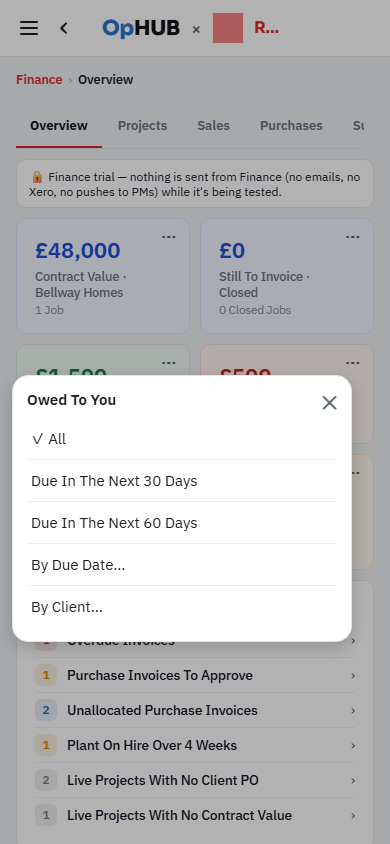 OpHUB × R...
Finance › Overview
Overview Projects Sales Purchases
🔒 Finance trial — nothing is sent from Finance (no emails, no
Xero, no pushes to PMs) while it's being tested.
£48,000
Contract Value ·
Bellway Homes
1 Job
£0
Still To Invoice ·
Closed
0 Closed Jobs
£1,500
£500
Owed To You
✓ All
Due In The Next 30 Days
Due In The Next 60 Days
By Due Date...
By Client...
1 Overdue Invoices ›
1 Purchase Invoices To Approve ›
2 Unallocated Purchase Invoices ›
1 Plant On Hire Over 4 Weeks ›
2 Live Projects With No Client PO ›
1 Live Projects With No Contract Value ›